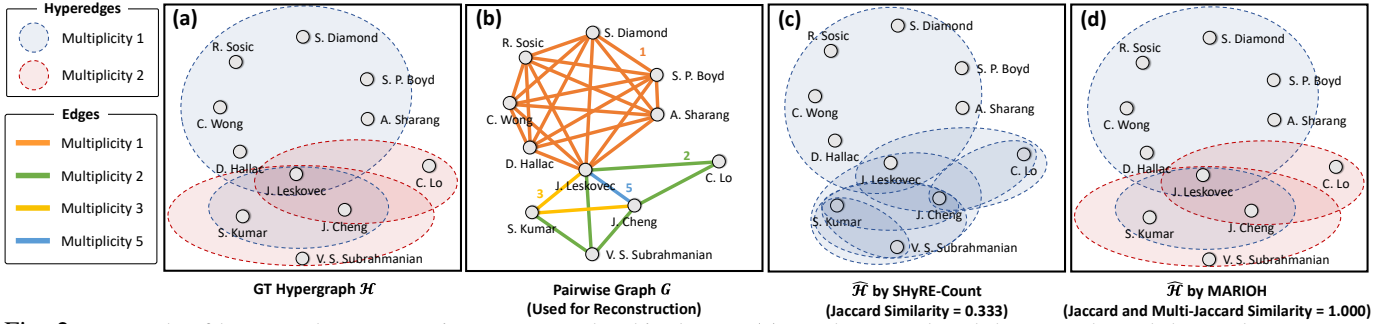 Hyperedges
Multiplicity 1
Multiplicity 2
Edges
Multiplicity 1
Multiplicity 2
Multiplicity 3
Multiplicity 5
(a)
S. Diamond
R. Sosic
S. P. Boyd
C. Wong
A. Sharang
D. Hallac
J. Leskovec
C. Lo
S. Kumar
J. Cheng
V. S. Subrahmanian
GT Hypergraph ℋ
(b)
S. Diamond
R. Sosic
1
S. P. Boyd
C. Wong
A. Sharang
D. Hallac
2
J. Leskovec
C. Lo
3
5
S. Kumar
J. Cheng
V. S. Subrahmanian
Pairwise Graph G
(Used for Reconstruction)
(c)
S. Diamond
R. Sosic
S. P. Boyd
C. Wong
A. Sharang
D. Hallac
J. Leskovec
C. Lo
S. Kumar
J. Cheng
V. S. Subrahmanian
ℋ̂ by SHyRE-Count
(Jaccard Similarity = 0.333)
(d)
S. Diamond
R. Sosic
S. P. Boyd
C. Wong
A. Sharang
D. Hallac
J. Leskovec
C. Lo
S. Kumar
J. Cheng
V. S. Subrahmanian
ℋ̂ by MARIOH
(Jaccard and Multi-Jaccard Similarity = 1.000)